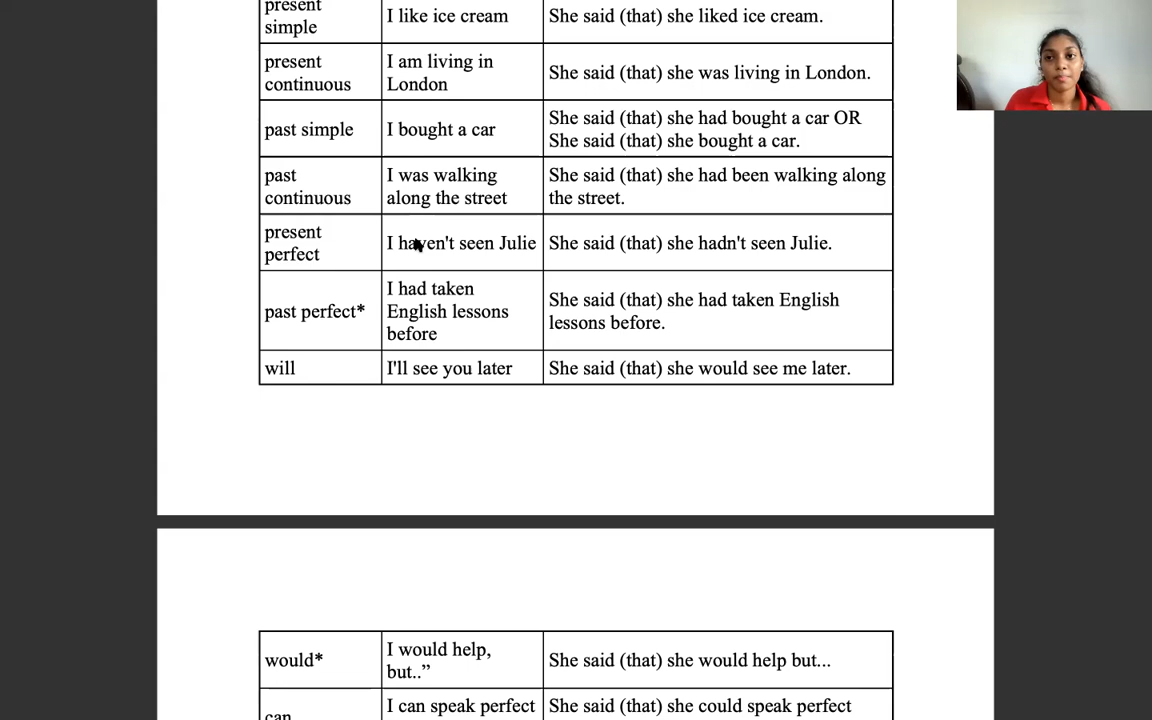 present
simple
I like ice cream
She said (that) she liked ice cream.
present
continuous
I am living in
London
She said (that) she was living in London.
past simple
I bought a car
She said (that) she had bought a car OR
She said (that) she bought a car.
past
continuous
I was walking
along the street
She said (that) she had been walking along
the street.
present
perfect
I haven't seen Julie
She said (that) she hadn't seen Julie.
past perfect*
I had taken
English lessons
before
She said (that) she had taken English
lessons before.
will
I'll see you later
She said (that) she would see me later.
would*
I would help,
but..”
She said (that) she would help but...
can
I can speak perfect
She said (that) she could speak perfect